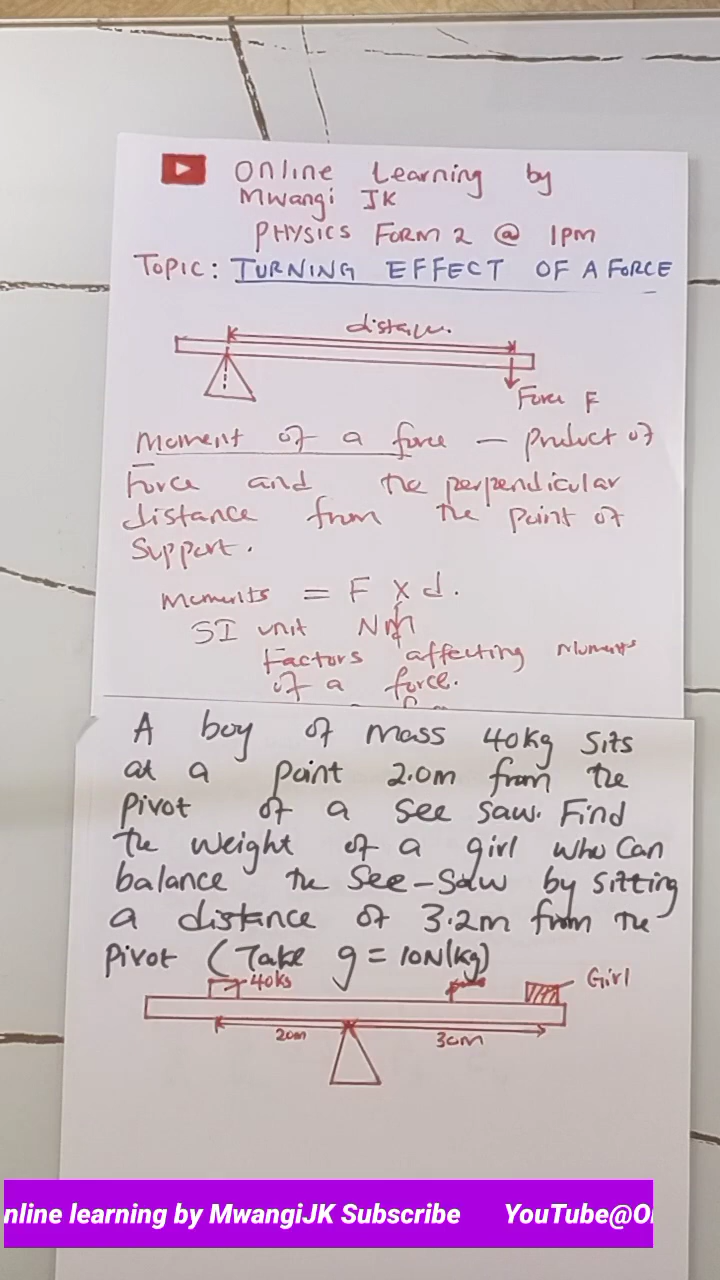 Online Learning by
Mwangi JK
PHYSICS FORM 2 @ 1PM
TOPIC: TURNING EFFECT OF A FORCE
distance
Force F
Moment of a force – product of
Force and the perpendicular
distance from the point of
Support.
Moments = F x d.
SI unit Nm
Factors affecting Moments
of a force.
A boy of mass 40kg sits
at a point 2.0m from the
pivot of a see saw. Find
the weight of a girl who can
balance the see-saw by sitting
a distance of 3.2m from the
pivot (Take g = 10N/kg)
40kg
Girl
20m
30m
nline learning by MwangiJK Subscribe YouTube@O